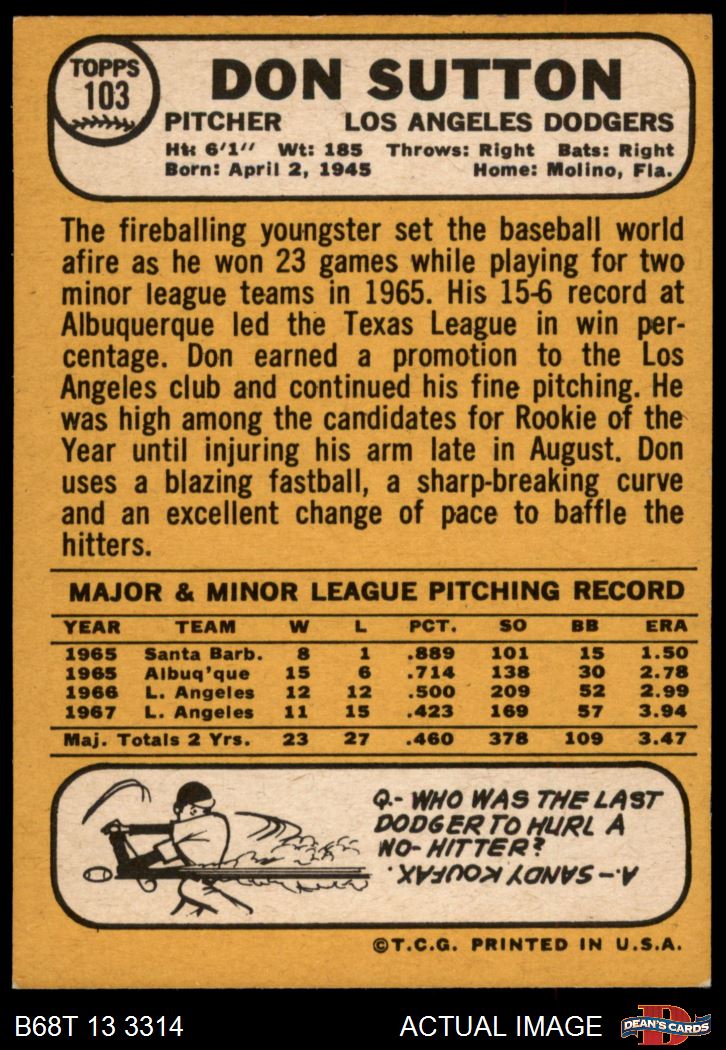 TOPPS
103
DON SUTTON
PITCHER LOS ANGELES DODGERS
Ht: 6'1" Wt: 185 Throws: Right Bats: Right
Born: April 2, 1945 Home: Molino, Fla.
The fireballing youngster set the baseball world
afire as he won 23 games while playing for two
minor league teams in 1965. His 15-6 record at
Albuquerque led the Texas League in win per-
centage. Don earned a promotion to the Los
Angeles club and continued his fine pitching. He
was high among the candidates for Rookie of the
Year until injuring his arm late in August. Don
uses a blazing fastball, a sharp-breaking curve
and an excellent change of pace to baffle the
hitters.
MAJOR & MINOR LEAGUE PITCHING RECORD
YEAR TEAM W L PCT. SO BB ERA
1965 Santa Barb. 8 1 .889 101 15 1.50
1965 Albuq'que 15 6 .714 138 30 2.78
1966 L. Angeles 12 12 .500 209 52 2.99
1967 L. Angeles 11 15 .423 169 57 3.94
Maj. Totals 2 Yrs. 23 27 .460 378 109 3.47
Q.- WHO WAS THE LAST
DODGER TO HURL A
NO-HITTER?
A.- SANDY KOUFAX.
©T.C.G. PRINTED IN U.S.A.
B68T 13 3314 ACTUAL IMAGE
D
DEAN'S CARDS